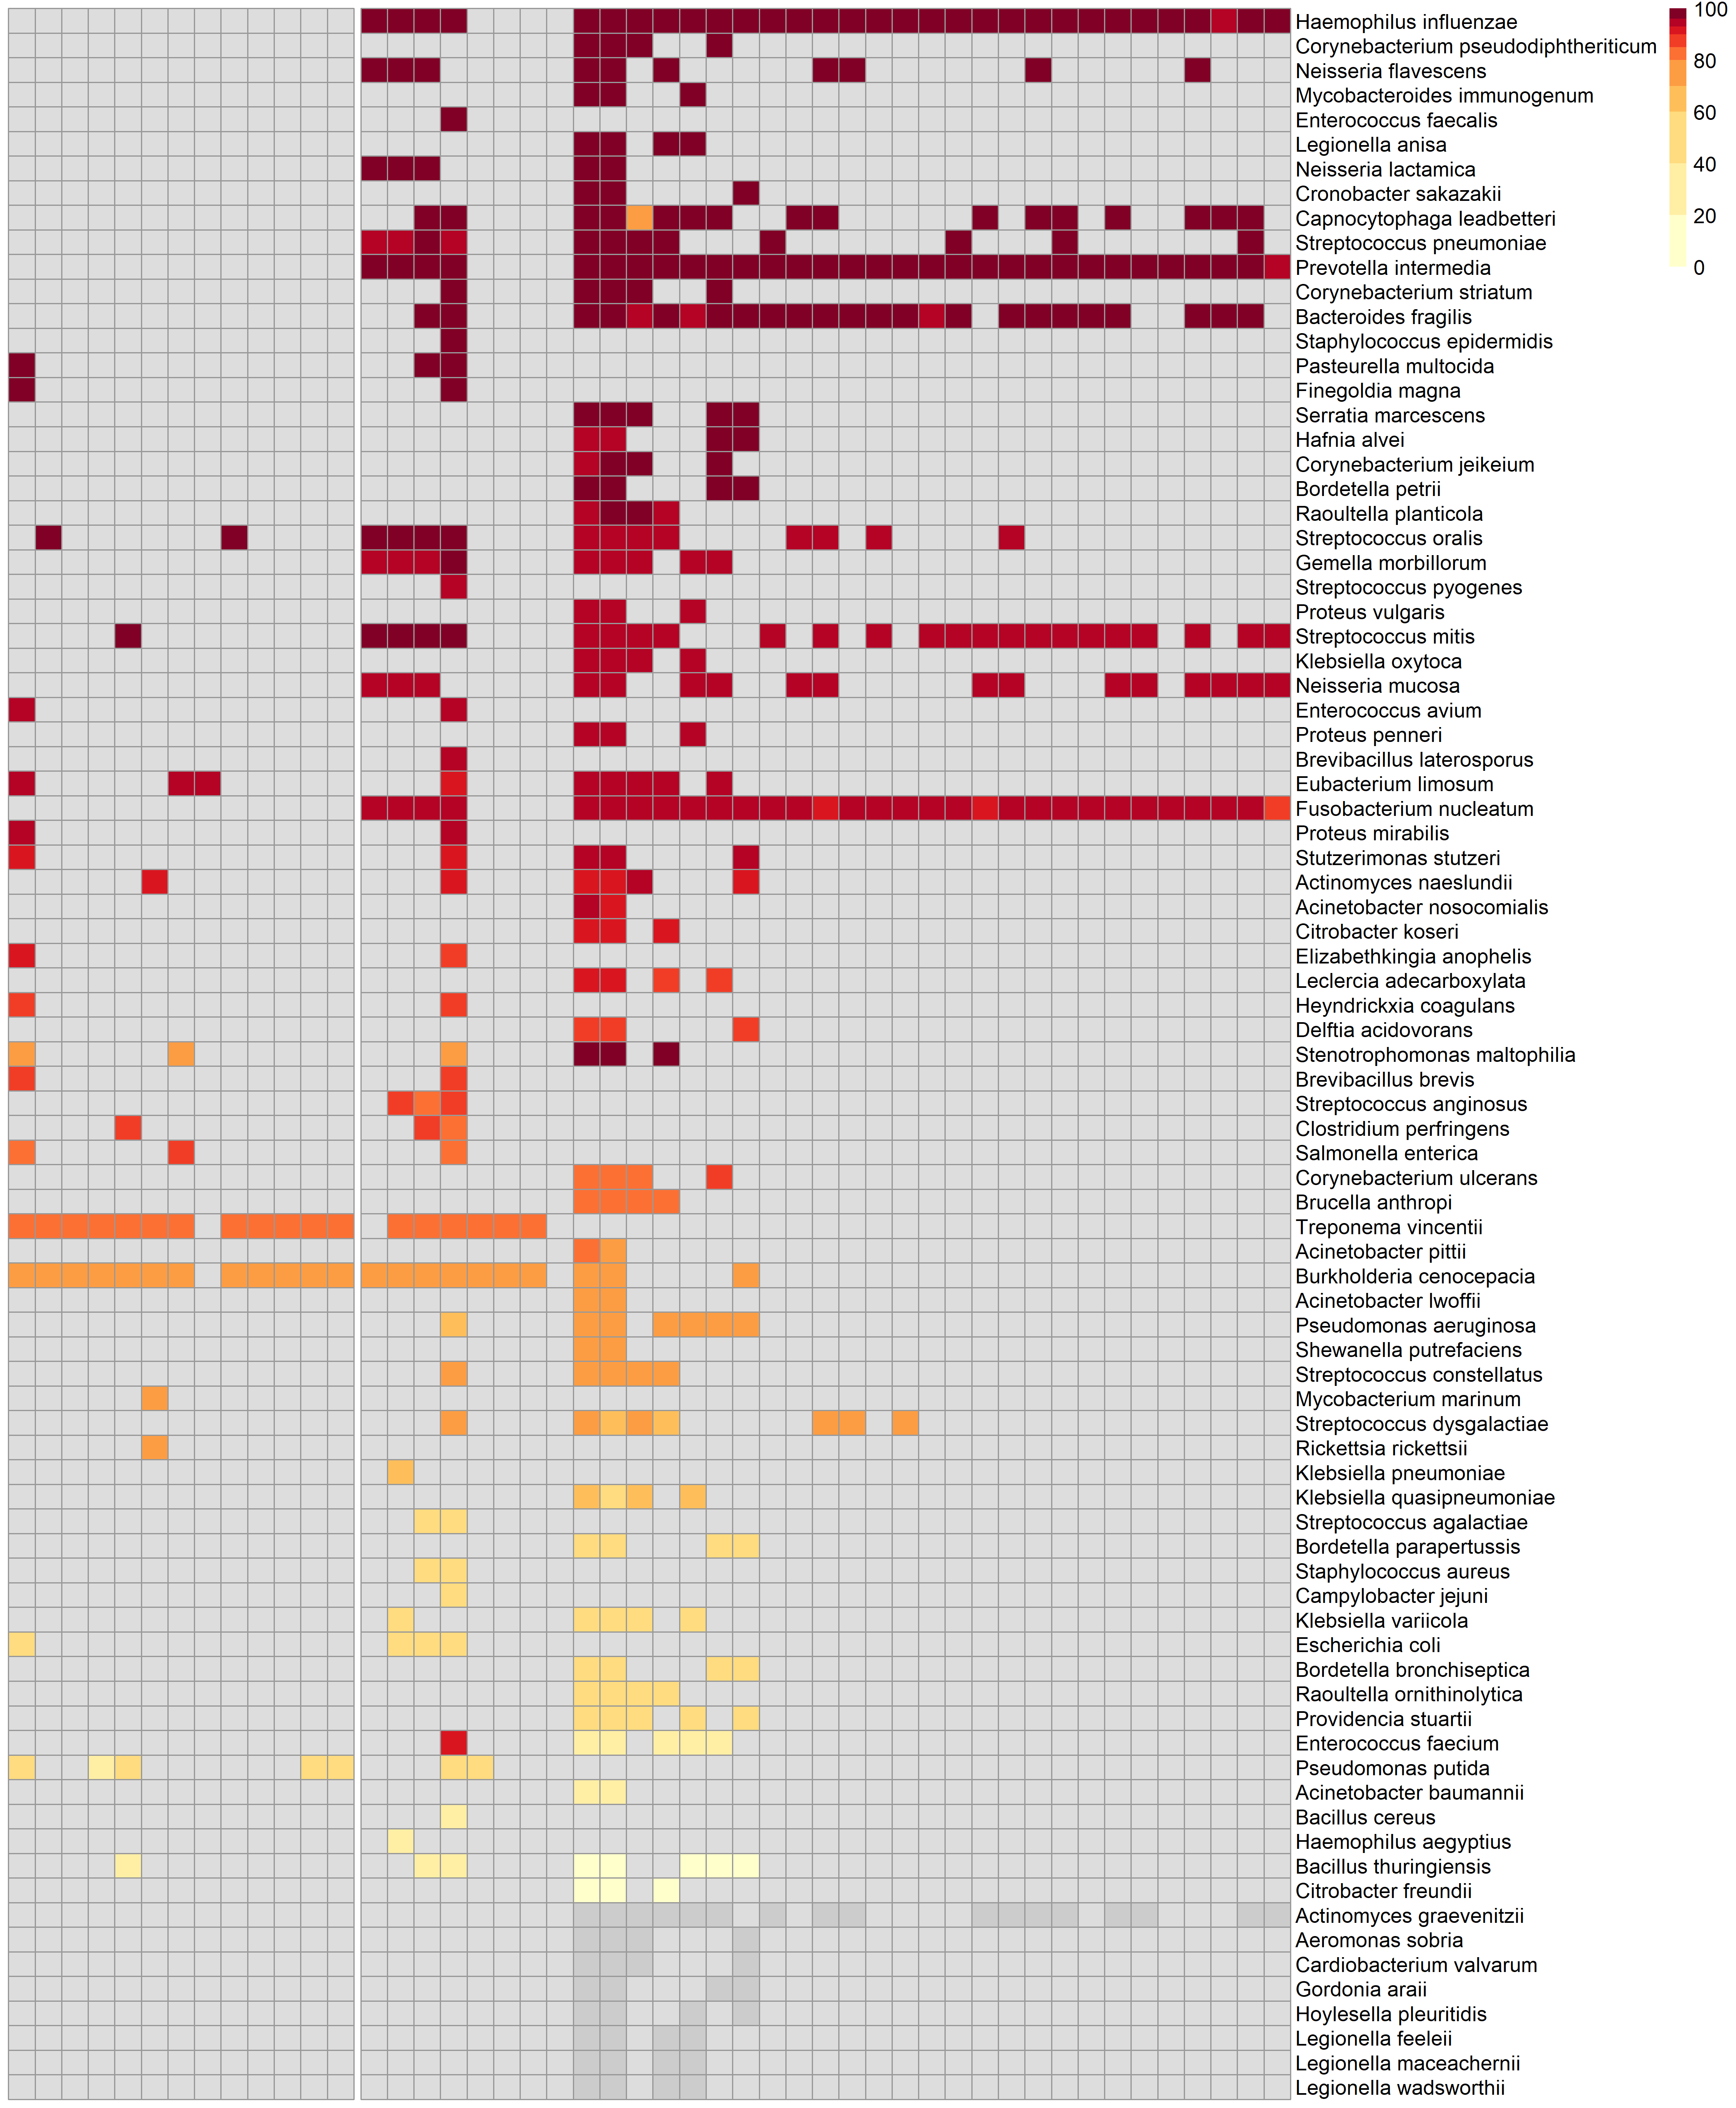 Haemophilus influenzae
Corynebacterium pseudodiphtheriticum
Neisseria flavescens
Mycobacteroides immunogenum
Enterococcus faecalis
Legionella anisa
Neisseria lactamica
Cronobacter sakazakii
Capnocytophaga leadbetteri
Streptococcus pneumoniae
Prevotella intermedia
Corynebacterium striatum
Bacteroides fragilis
Staphylococcus epidermidis
Pasteurella multocida
Finegoldia magna
Serratia marcescens
Hafnia alvei
Corynebacterium jeikeium
Bordetella petrii
Raoultella planticola
Streptococcus oralis
Gemella morbillorum
Streptococcus pyogenes
Proteus vulgaris
Streptococcus mitis
Klebsiella oxytoca
Neisseria mucosa
Enterococcus avium
Proteus penneri
Brevibacillus laterosporus
Eubacterium limosum
Fusobacterium nucleatum
Proteus mirabilis
Stutzerimonas stutzeri
Actinomyces naeslundii
Acinetobacter nosocomialis
Citrobacter koseri
Elizabethkingia anophelis
Leclercia adecarboxylata
Heyndrickxia coagulans
Delftia acidovorans
Stenotrophomonas maltophilia
Brevibacillus brevis
Streptococcus anginosus
Clostridium perfringens
Salmonella enterica
Corynebacterium ulcerans
Brucella anthropi
Treponema vincentii
Acinetobacter pittii
Burkholderia cenocepacia
Acinetobacter lwoffii
Pseudomonas aeruginosa
Shewanella putrefaciens
Streptococcus constellatus
Mycobacterium marinum
Streptococcus dysgalactiae
Rickettsia rickettsii
Klebsiella pneumoniae
Klebsiella quasipneumoniae
Streptococcus agalactiae
Bordetella parapertussis
Staphylococcus aureus
Campylobacter jejuni
Klebsiella variicola
Escherichia coli
Bordetella bronchiseptica
Raoultella ornithinolytica
Providencia stuartii
Enterococcus faecium
Pseudomonas putida
Acinetobacter baumannii
Bacillus cereus
Haemophilus aegyptius
Bacillus thuringiensis
Citrobacter freundii
Actinomyces graevenitzii
Aeromonas sobria
Cardiobacterium valvarum
Gordonia araii
Hoylesella pleuritidis
Legionella feeleii
Legionella maceachernii
Legionella wadsworthii
100
80
60
40
20
0